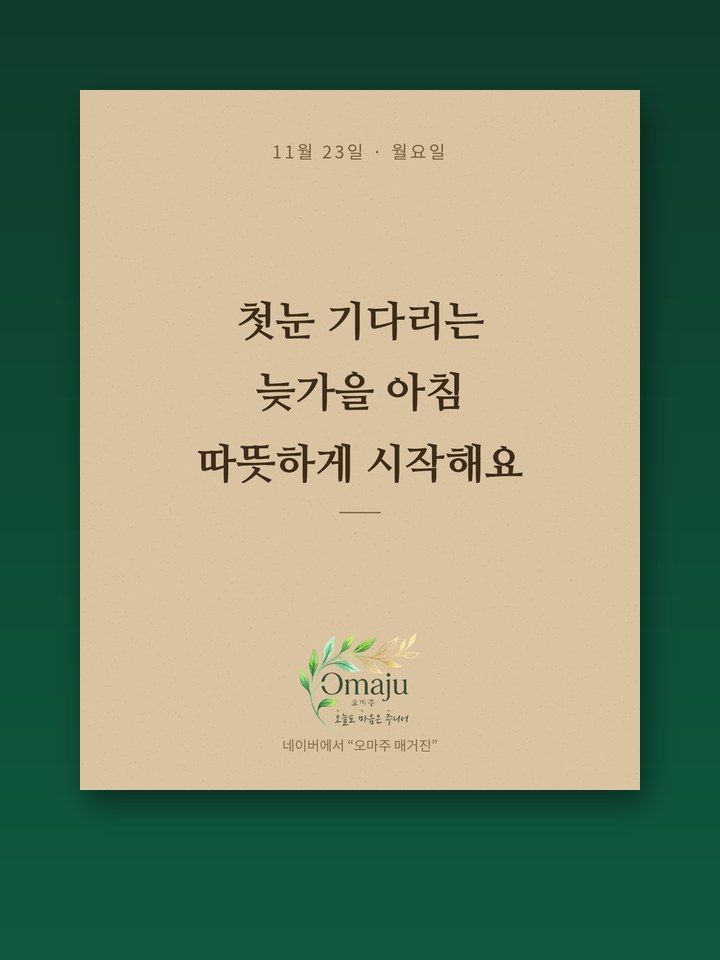 11월 23일 · 월요일
첫눈 기다리는
늦가을 아침
따뜻하게 시작해요
Omaju
오마주
오늘도 마음은 주니어
네이버에서 “오마주 매거진”